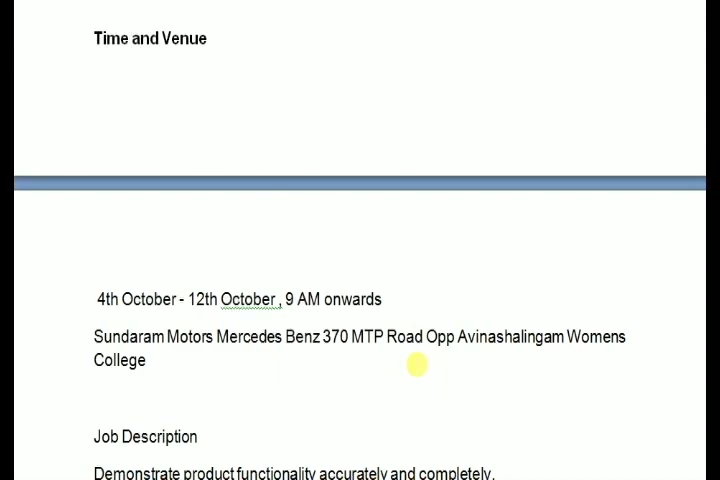 Time and Venue
4th October - 12th October , 9 AM onwards
Sundaram Motors Mercedes Benz 370 MTP Road Opp Avinashalingam Womens
College
Job Description
Demonstrate product functionality accurately and completely.